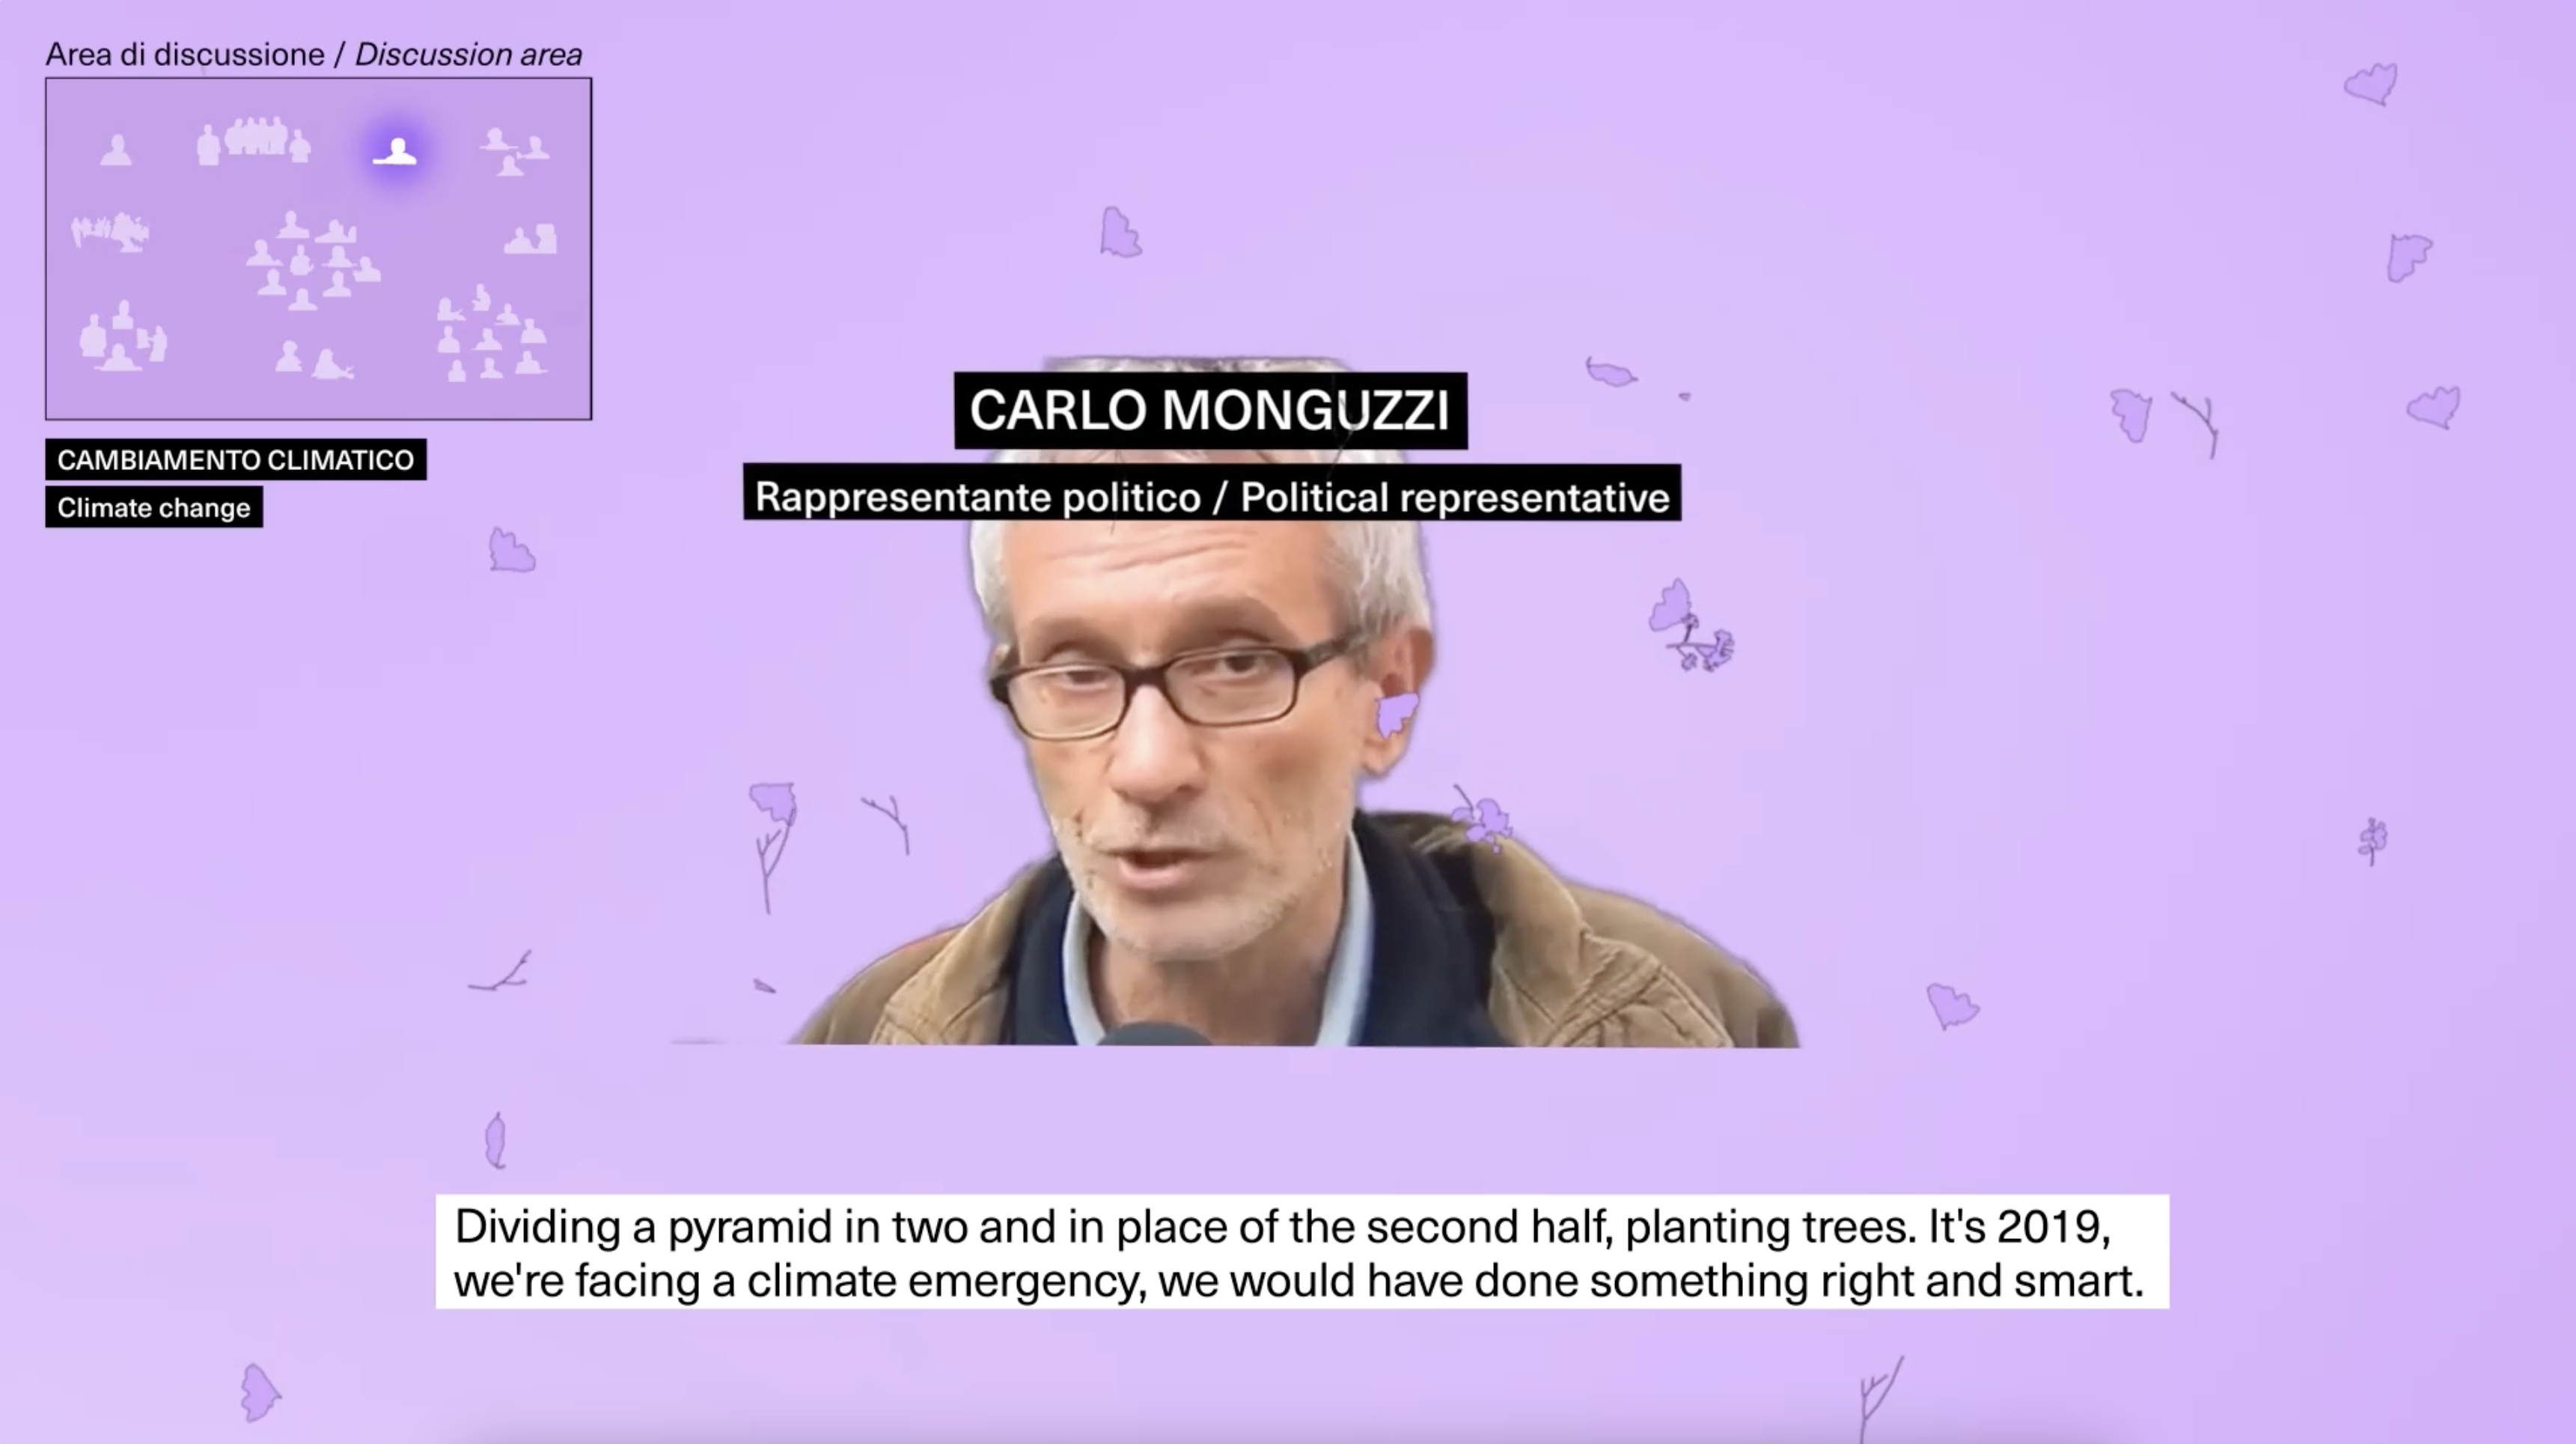 Area di discussione / Discussion area
CAMBIAMENTO CLIMATICO
Climate change
CARLO MONGUZZI
Rappresentante politico / Political representative
Dividing a pyramid in two and in place of the second half, planting trees. It's 2019,
we're facing a climate emergency, we would have done something right and smart.